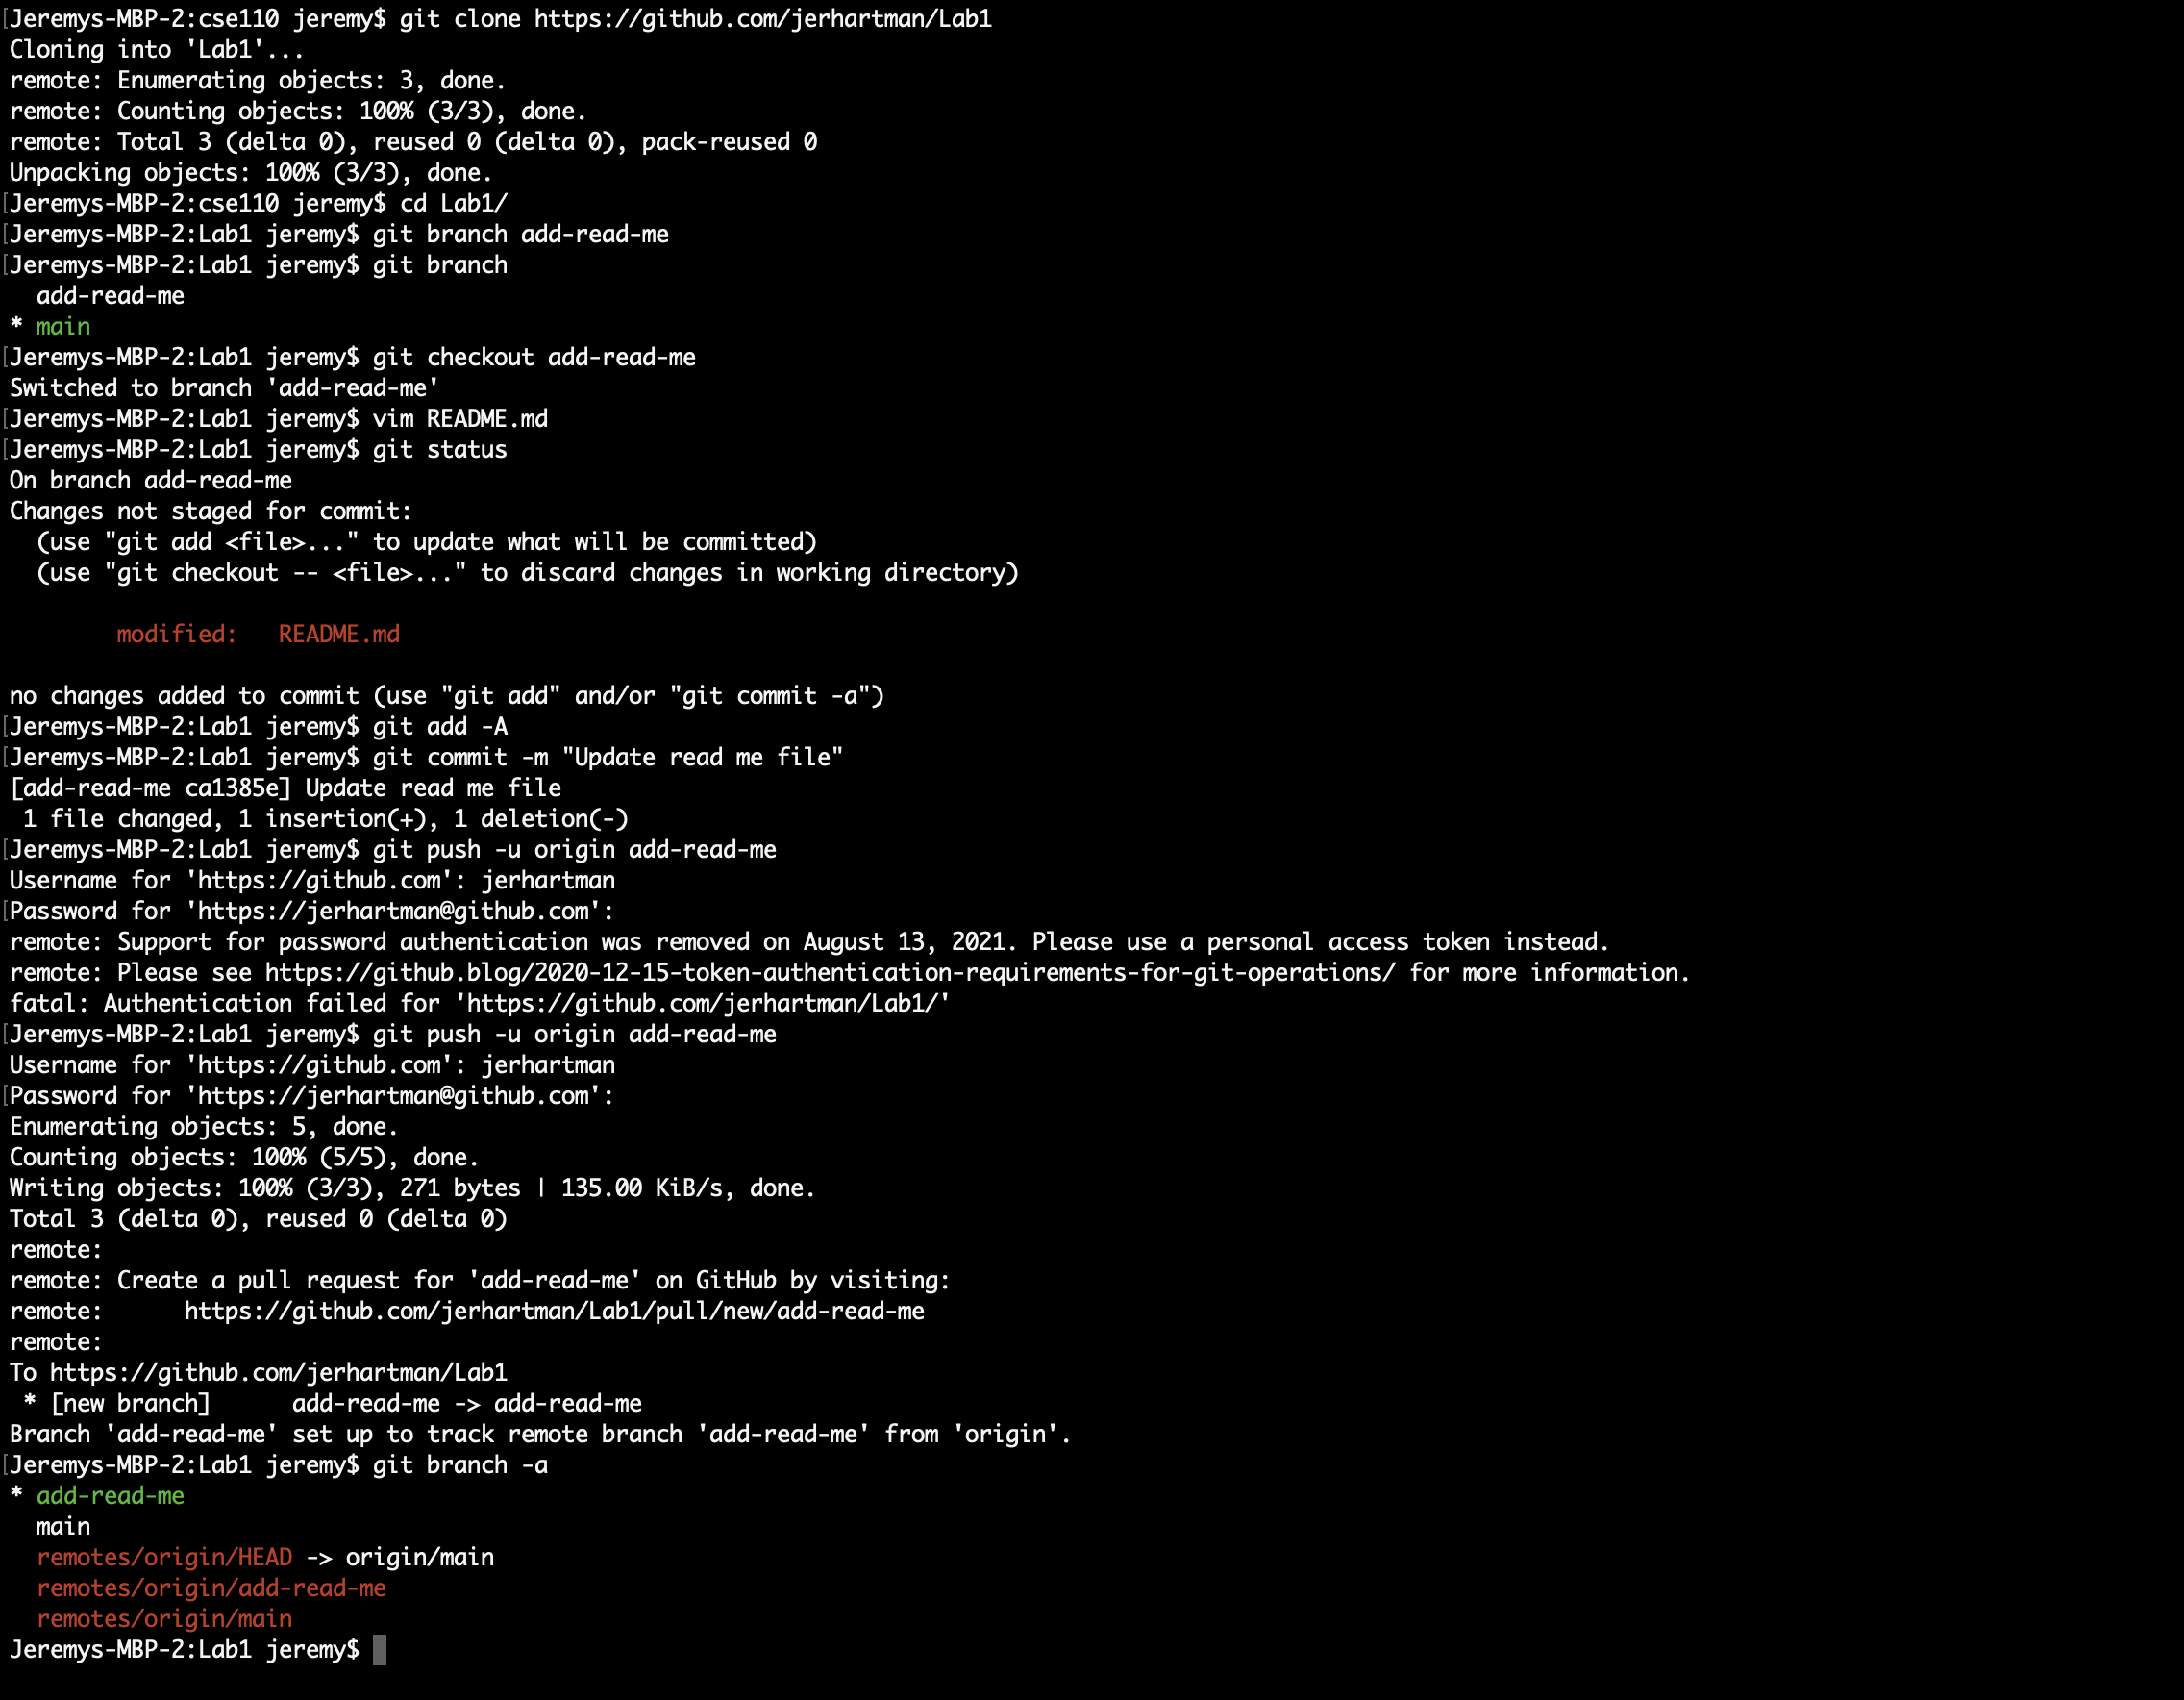 [Jeremys-MBP-2:cse110 jeremy$ git clone https://github.com/jerhartman/Lab1
Cloning into 'Lab1'...
remote: Enumerating objects: 3, done.
remote: Counting objects: 100% (3/3), done.
remote: Total 3 (delta 0), reused 0 (delta 0), pack-reused 0
Unpacking objects: 100% (3/3), done.
[Jeremys-MBP-2:cse110 jeremy$ cd Lab1/
[Jeremys-MBP-2:Lab1 jeremy$ git branch add-read-me
[Jeremys-MBP-2:Lab1 jeremy$ git branch
  add-read-me
* main
[Jeremys-MBP-2:Lab1 jeremy$ git checkout add-read-me
Switched to branch 'add-read-me'
[Jeremys-MBP-2:Lab1 jeremy$ vim README.md
[Jeremys-MBP-2:Lab1 jeremy$ git status
On branch add-read-me
Changes not staged for commit:
  (use "git add <file>..." to update what will be committed)
  (use "git checkout -- <file>..." to discard changes in working directory)

        modified:   README.md

no changes added to commit (use "git add" and/or "git commit -a")
[Jeremys-MBP-2:Lab1 jeremy$ git add -A
[Jeremys-MBP-2:Lab1 jeremy$ git commit -m "Update read me file"
[add-read-me ca1385e] Update read me file
 1 file changed, 1 insertion(+), 1 deletion(-)
[Jeremys-MBP-2:Lab1 jeremy$ git push -u origin add-read-me
Username for 'https://github.com': jerhartman
[Password for 'https://jerhartman@github.com':
remote: Support for password authentication was removed on August 13, 2021. Please use a personal access token instead.
remote: Please see https://github.blog/2020-12-15-token-authentication-requirements-for-git-operations/ for more information.
fatal: Authentication failed for 'https://github.com/jerhartman/Lab1/'
[Jeremys-MBP-2:Lab1 jeremy$ git push -u origin add-read-me
Username for 'https://github.com': jerhartman
[Password for 'https://jerhartman@github.com':
Enumerating objects: 5, done.
Counting objects: 100% (5/5), done.
Writing objects: 100% (3/3), 271 bytes | 135.00 KiB/s, done.
Total 3 (delta 0), reused 0 (delta 0)
remote:
remote: Create a pull request for 'add-read-me' on GitHub by visiting:
remote:      https://github.com/jerhartman/Lab1/pull/new/add-read-me
remote:
To https://github.com/jerhartman/Lab1
 * [new branch]      add-read-me -> add-read-me
Branch 'add-read-me' set up to track remote branch 'add-read-me' from 'origin'.
[Jeremys-MBP-2:Lab1 jeremy$ git branch -a
* add-read-me
  main
  remotes/origin/HEAD -> origin/main
  remotes/origin/add-read-me
  remotes/origin/main
Jeremys-MBP-2:Lab1 jeremy$